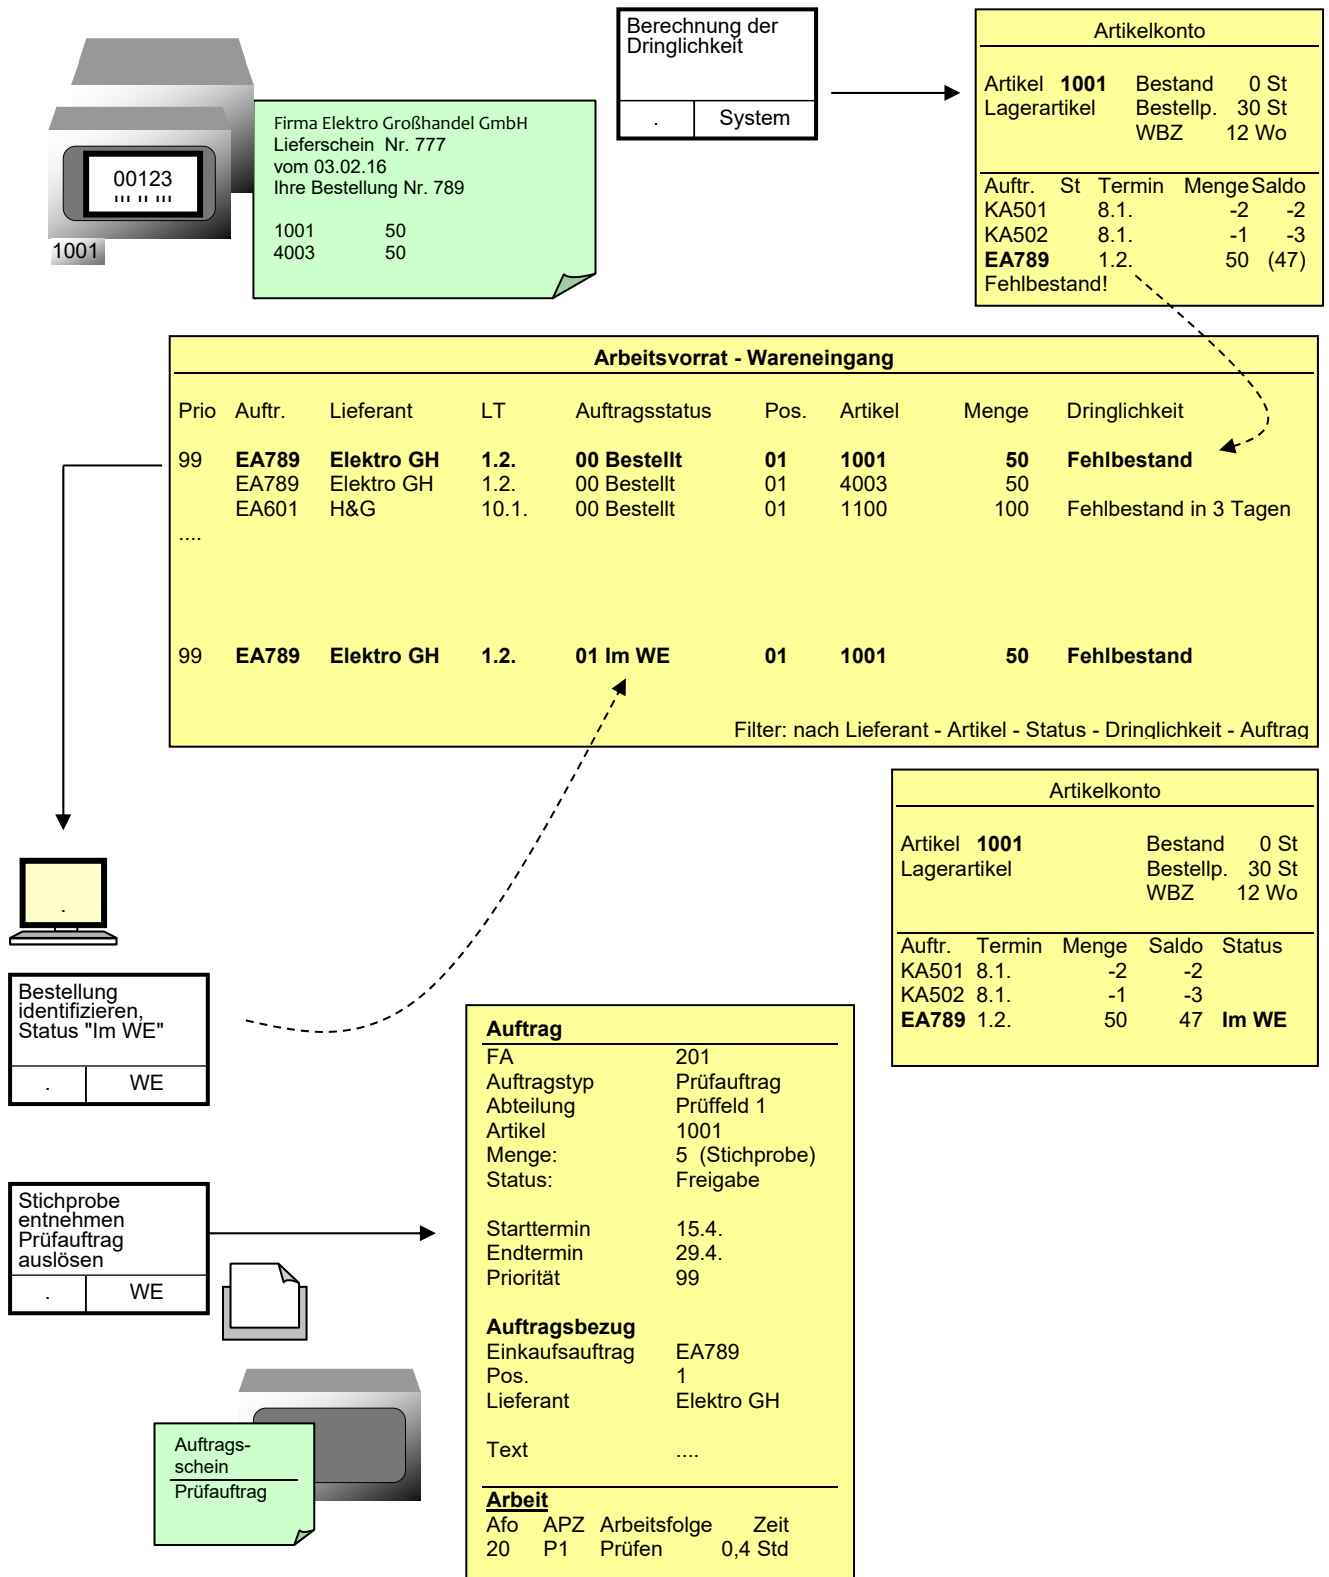 00123
1001
Firma Elektro Großhandel GmbH
Lieferschein Nr. 777
vom 03.02.16
Ihre Bestellung Nr. 789
1001 50
4003 50
Berechnung der
Dringlichkeit
. System
Artikelkonto
Artikel 1001 Bestand 0 St
Lagerartikel Bestellp. 30 St
WBZ 12 Wo
Auftr. St Termin Menge Saldo
KA501 8.1. -2 -2
KA502 8.1. -1 -3
EA789 1.2. 50 (47)
Fehlbestand!
Arbeitsvorrat - Wareneingang
Prio Auftr. Lieferant LT Auftragsstatus Pos. Artikel Menge Dringlichkeit
99 EA789 Elektro GH 1.2. 00 Bestellt 01 1001 50 Fehlbestand
EA789 Elektro GH 1.2. 00 Bestellt 01 4003 50
EA601 H&G 10.1. 00 Bestellt 01 1100 100 Fehlbestand in 3 Tagen
....
99 EA789 Elektro GH 1.2. 01 Im WE 01 1001 50 Fehlbestand
Filter: nach Lieferant - Artikel - Status - Dringlichkeit - Auftrag
Artikelkonto
Artikel 1001 Bestand 0 St
Lagerartikel Bestellp. 30 St
WBZ 12 Wo
Auftr. Termin Menge Saldo Status
KA501 8.1. -2 -2
KA502 8.1. -1 -3
EA789 1.2. 50 47 Im WE
.
Bestellung
identifizieren,
Status "Im WE"
. WE
Stichprobe
entnehmen
Prüfauftrag
auslösen
. WE
Auftrags-
schein
Prüfauftrag
Auftrag
FA 201
Auftragstyp Prüfauftrag
Abteilung Prüffeld 1
Artikel 1001
Menge: 5 (Stichprobe)
Status: Freigabe
Starttermin 15.4.
Endtermin 29.4.
Priorität 99
Auftragsbezug
Einkaufsauftrag EA789
Pos. 1
Lieferant Elektro GH
Text ....
Arbeit
Afo APZ Arbeitsfolge Zeit
20 P1 Prüfen 0,4 Std